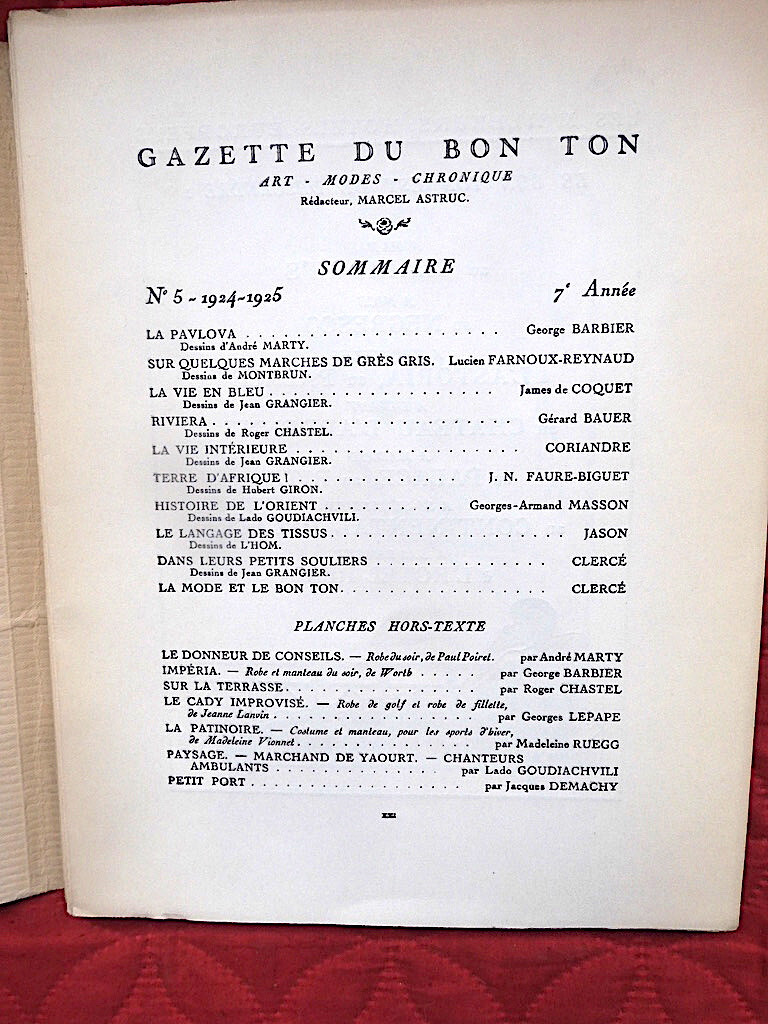 GAZETTE DU BON TON
ART - MODES - CHRONIQUE
Rédacteur, MARCEL ASTRUC.
SOMMAIRE
No 5 ~ 1924~1925 7e Année
LA PAVLOVA . . . . . . . . . . . . . . . . . . . . . George BARBIER
Dessins d'André MARTY.
SUR QUELQUES MARCHES DE GRÈS GRIS. Lucien FARNOUX-REYNAUD
Dessins de MONTBRUN.
LA VIE EN BLEU . . . . . . . . . . . . . . . . . . James de COQUET
Dessins de Jean GRANGIER.
RIVIERA . . . . . . . . . . . . . . . . . . . . . . . . Gérard BAUER
Dessins de Roger CHASTEL.
LA VIE INTÉRIEURE . . . . . . . . . . . . . . . . . CORIANDRE
Dessins de Jean GRANGIER.
TERRE D'AFRIQUE ! . . . . . . . . . . . . . J. N. FAURE-BIGUET
Dessins de Hubert GIRON.
HISTOIRE DE L'ORIENT . . . . . . . . . . Georges-Armand MASSON
Dessins de Lado GOUDIACHVILI.
LE LANGAGE DES TISSUS . . . . . . . . . . . . . . . . . . JASON
Dessins de L'HOM.
DANS LEURS PETITS SOULIERS . . . . . . . . . . . . . . CLERCÉ
Dessins de Jean GRANGIER.
LA MODE ET LE BON TON . . . . . . . . . . . . . . . . . CLERCÉ
PLANCHES HORS-TEXTE
LE DONNEUR DE CONSEILS. — Robe du soir, de Paul Poiret. par André MARTY
IMPÉRIA. — Robe et manteau du soir, de Worth . . . . . par George BARBIER
SUR LA TERRASSE . . . . . . . . . . . . . . . . . . par Roger CHASTEL
LE CADY IMPROVISÉ. — Robe de golf et robe de fillette,
de Jeanne Lanvin . . . . . . . . . . . . . . . . . par Georges LEPAPE
LA PATINOIRE. — Costume et manteau, pour les sports d'hiver,
de Madeleine Vionnet . . . . . . . . . . . . . . . par Madeleine RUEGG
PAYSAGE. — MARCHAND DE YAOURT. — CHANTEURS
AMBULANTS . . . . . . . . . . . . . . . . par Lado GOUDIACHVILI
PETIT PORT . . . . . . . . . . . . . . . . . . . par Jacques DEMACHY